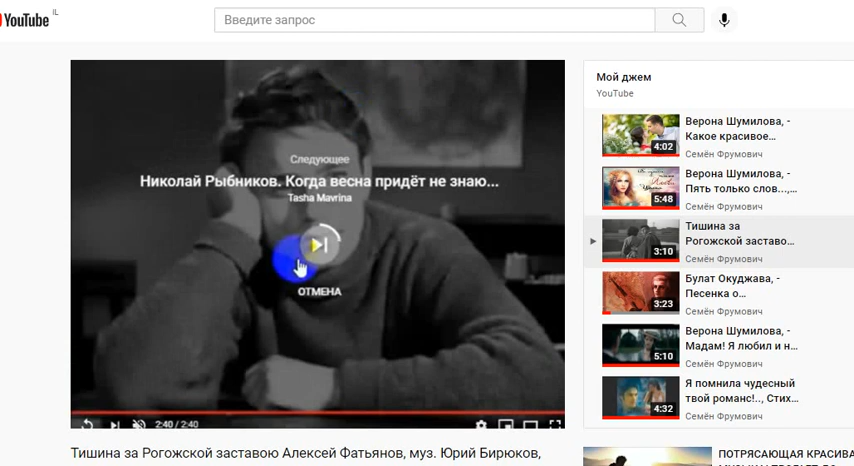 YouTube
IL
Введите запрос
Следующее
Николай Рыбников. Когда весна придёт не знаю...
Tasha Mavrina
ОТМЕНА
2:40 / 2:40
Тишина за Рогожской заставою Алексей Фатьянов, муз. Юрий Бирюков,
Мой джем
YouTube
4:02
Верона Шумилова, -
Какое красивое...
Семён Фрумович
5:48
Верона Шумилова, -
Пять только слов...,...
Семён Фрумович
3:10
Тишина за
Рогожской заставо...
Семён Фрумович
3:23
Булат Окуджава, -
Песенка о...
Семён Фрумович
5:10
Верона Шумилова, -
Мадам! Я любил и н...
Семён Фрумович
4:32
Я помнила чудесный
твой романс!.., Стих...
Семён Фрумович
ПОТРЯСАЮЩАЯ КРАСИВА